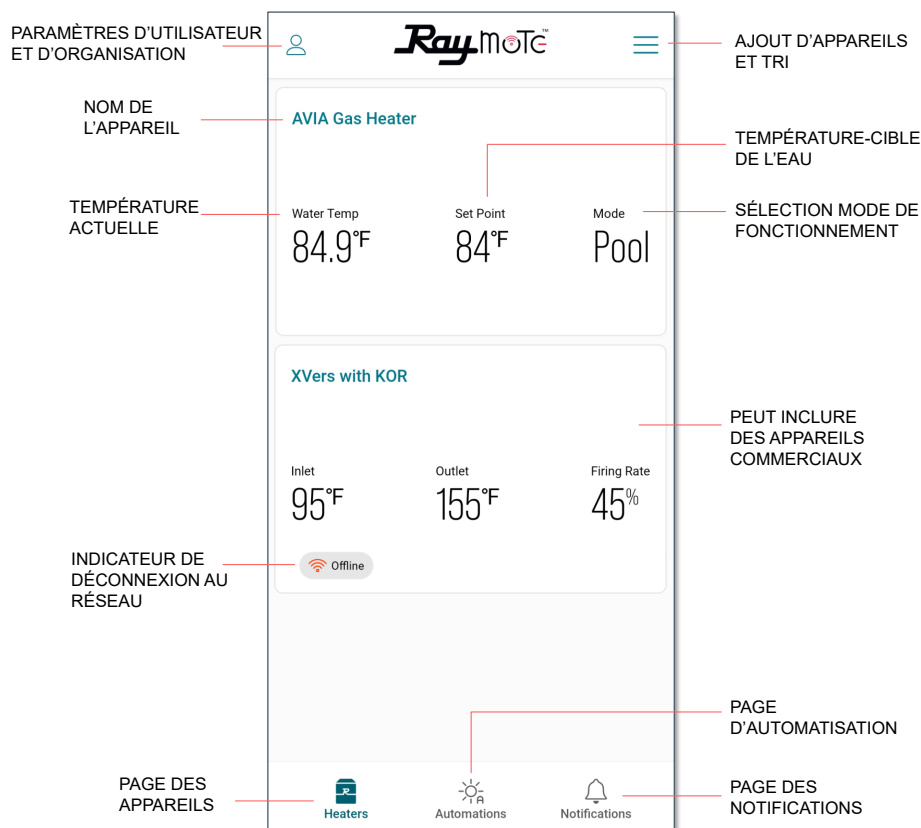 PARAMÈTRES D'UTILISATEUR
ET D'ORGANISATION
RayMOTE™
AJOUT D'APPAREILS
ET TRI
NOM DE
L'APPAREIL
AVIA Gas Heater
TEMPÉRATURE-CIBLE
DE L'EAU
TEMPÉRATURE
ACTUELLE
Water Temp
Set Point
Mode
SÉLECTION MODE DE
FONCTIONNEMENT
84.9°F
84°F
Pool
XVers with KOR
PEUT INCLURE
DES APPAREILS
COMMERCIAUX
Inlet
Outlet
Firing Rate
95°F
155°F
45%
INDICATEUR DE
DÉCONNEXION AU
RÉSEAU
Offline
PAGE
D'AUTOMATISATION
PAGE DES
APPAREILS
R
Heaters
A
Automations
Notifications
PAGE DES
NOTIFICATIONS